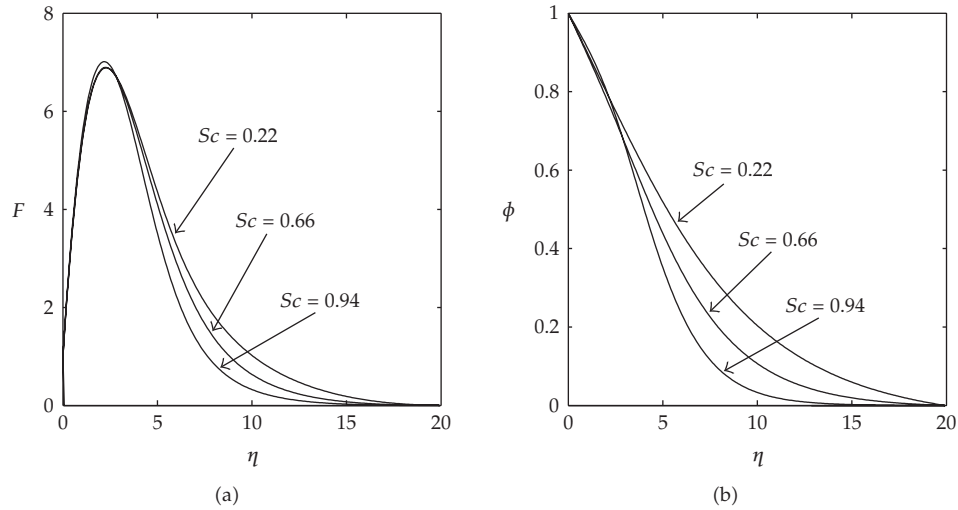 8
6
4
2
0
F
Sc = 0.22
Sc = 0.66
Sc = 0.94
0 5 10 15 20
η
(a)
1
0.8
0.6
0.4
0.2
0
ϕ
Sc = 0.22
Sc = 0.66
Sc = 0.94
0 5 10 15 20
η
(b)